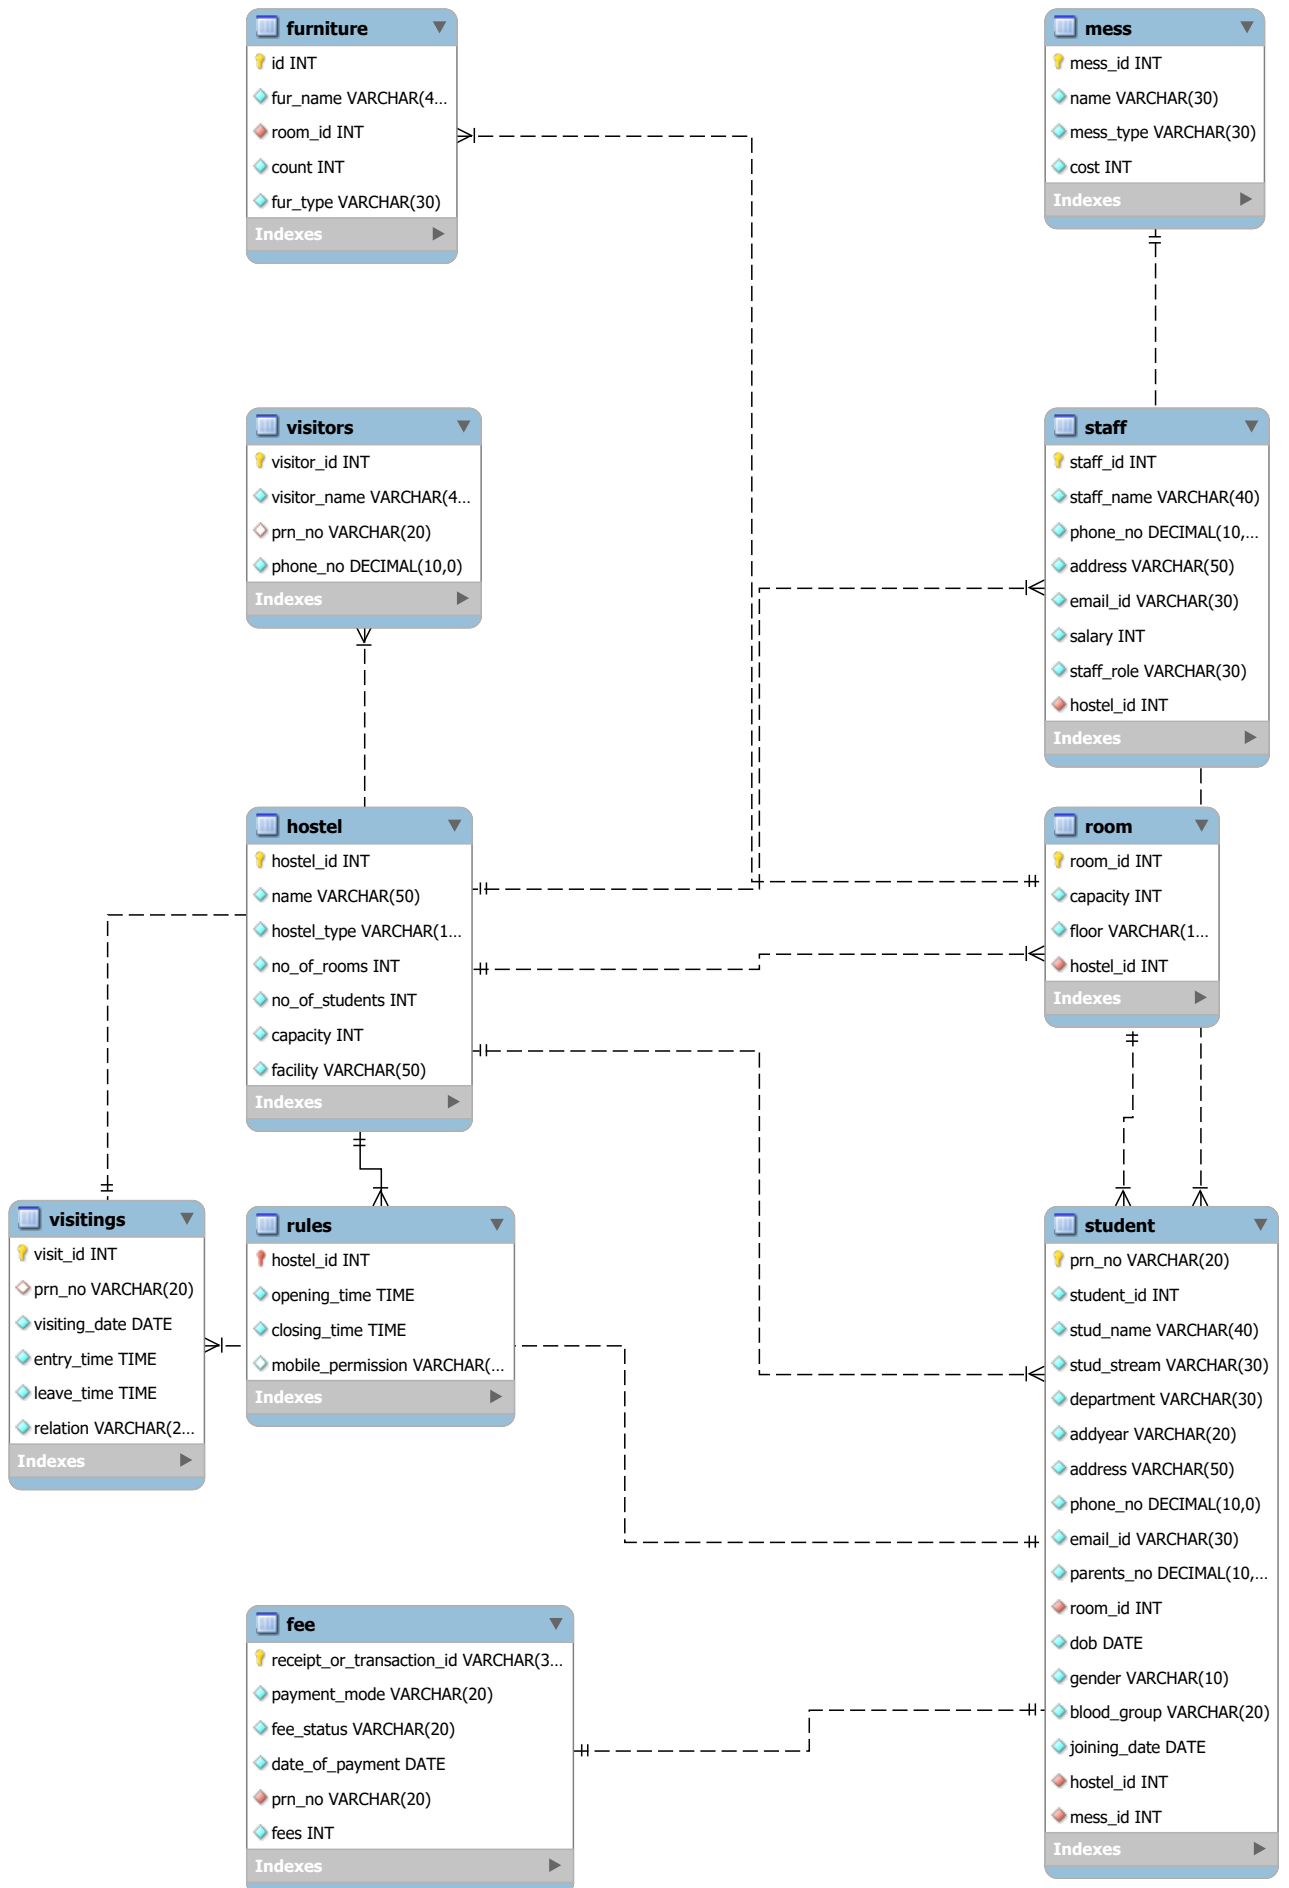 furniture
id INT
fur_name VARCHAR(4...
room_id INT
count INT
fur_type VARCHAR(30)
Indexes
mess
mess_id INT
name VARCHAR(30)
mess_type VARCHAR(30)
cost INT
Indexes
visitors
visitor_id INT
visitor_name VARCHAR(4...
prn_no VARCHAR(20)
phone_no DECIMAL(10,0)
Indexes
staff
staff_id INT
staff_name VARCHAR(40)
phone_no DECIMAL(10,...
address VARCHAR(50)
email_id VARCHAR(30)
salary INT
staff_role VARCHAR(30)
hostel_id INT
Indexes
hostel
hostel_id INT
name VARCHAR(50)
hostel_type VARCHAR(1...
no_of_rooms INT
no_of_students INT
capacity INT
facility VARCHAR(50)
Indexes
room
room_id INT
capacity INT
floor VARCHAR(1...
hostel_id INT
Indexes
visitings
visit_id INT
prn_no VARCHAR(20)
visiting_date DATE
entry_time TIME
leave_time TIME
relation VARCHAR(2...
Indexes
rules
hostel_id INT
opening_time TIME
closing_time TIME
mobile_permission VARCHAR(...
Indexes
student
prn_no VARCHAR(20)
student_id INT
stud_name VARCHAR(40)
stud_stream VARCHAR(30)
department VARCHAR(30)
addyear VARCHAR(20)
address VARCHAR(50)
phone_no DECIMAL(10,0)
email_id VARCHAR(30)
parents_no DECIMAL(10,...
room_id INT
dob DATE
gender VARCHAR(10)
blood_group VARCHAR(20)
joining_date DATE
hostel_id INT
mess_id INT
Indexes
fee
receipt_or_transaction_id VARCHAR(3...
payment_mode VARCHAR(20)
fee_status VARCHAR(20)
date_of_payment DATE
prn_no VARCHAR(20)
fees INT
Indexes